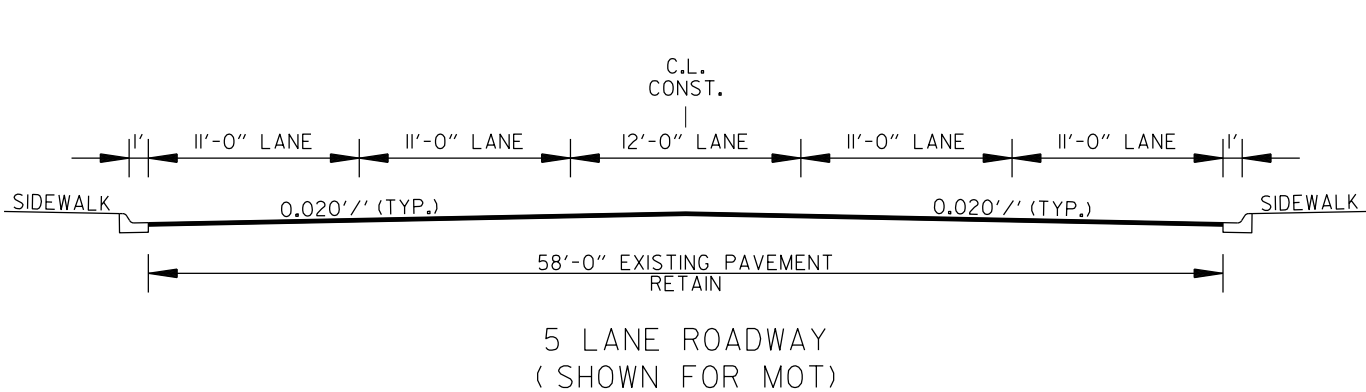 C.L.
CONST.
1' 11'-0" LANE 11'-0" LANE 12'-0" LANE 11'-0" LANE 11'-0" LANE 1'
SIDEWALK 0.020'/' (TYP.) 0.020'/' (TYP.) SIDEWALK
58'-0" EXISTING PAVEMENT
RETAIN
5 LANE ROADWAY
(SHOWN FOR MOT)